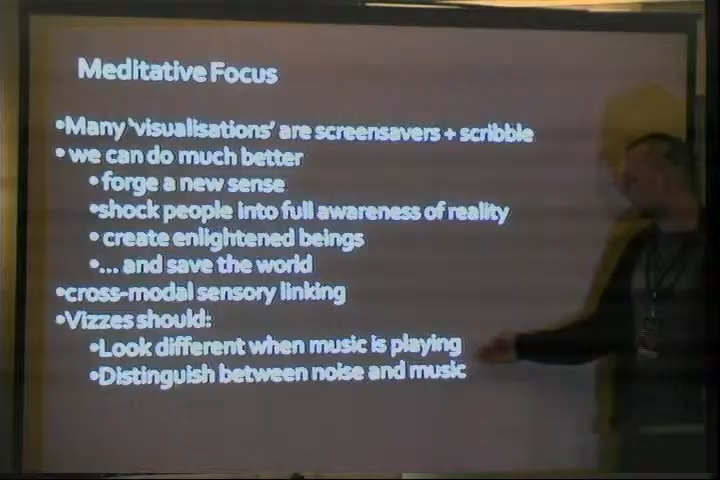 Meditative Focus
•Many 'visualisations' are screensavers + scribble
• we can do much better
• forge a new sense
•shock people into full awareness of reality
• create enlightened beings
•... and save the world
•cross-modal sensory linking
•Vizzes should:
•Look different when music is playing
•Distinguish between noise and music